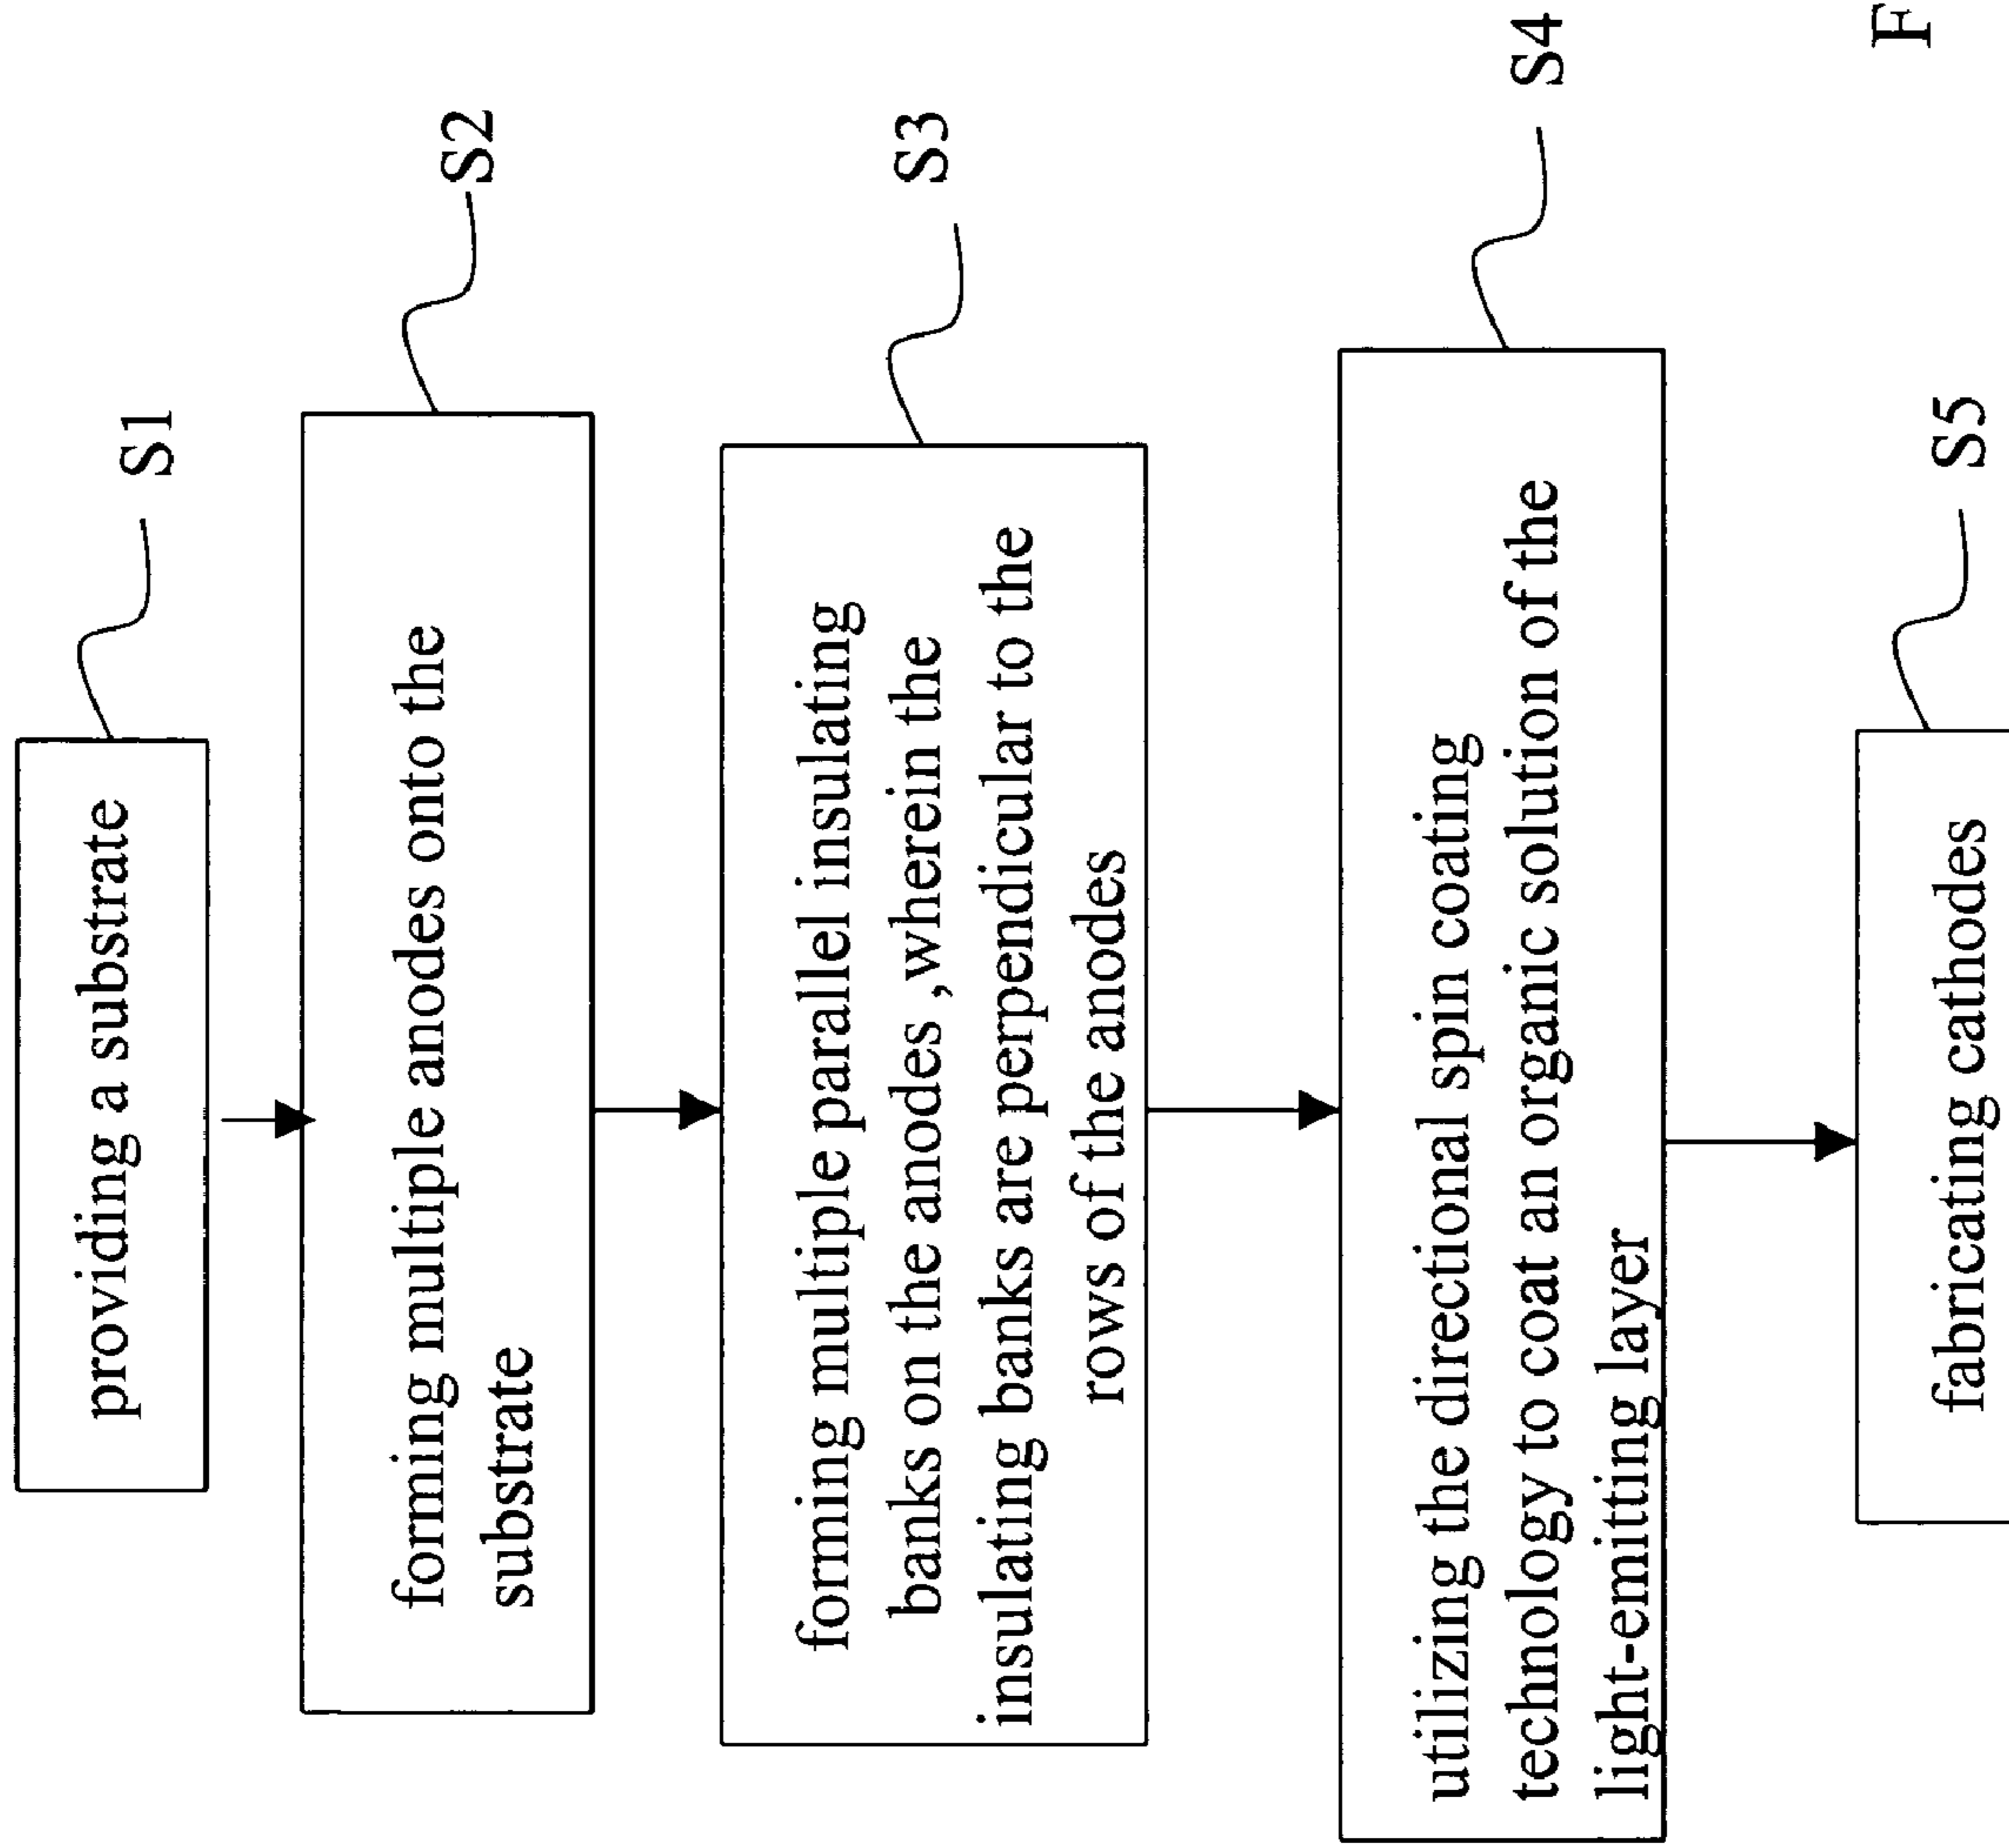 providing a substrate
S1
forming multiple anodes onto the
substrate
S2
forming multiple parallel insulating
banks on the anodes ,wherein the
insulating banks are perpendicular to the
rows of the anodes
S3
utilizing the directional spin coating
technology to coat an organic solution of the
light-emitting layer
S4
fabricating cathodes
S5
F